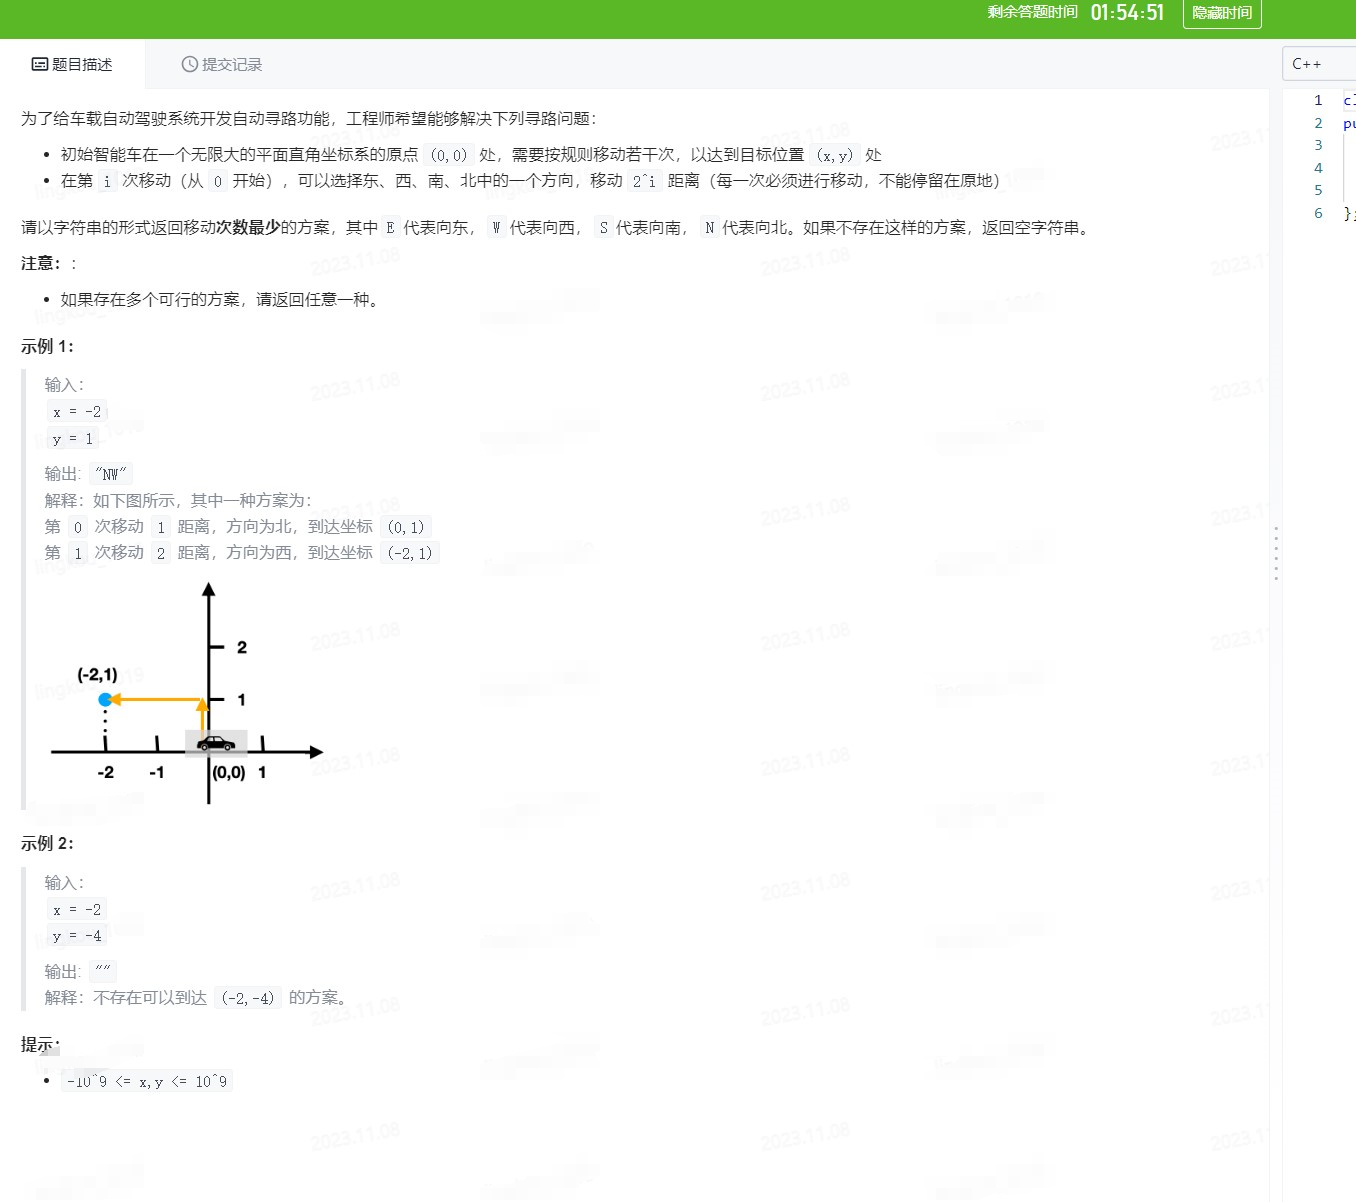 剩余答题时间 01:54:51 隐藏时间
题目描述 提交记录 C++
为了给车载自动驾驶系统开发自动寻路功能，工程师希望能够解决下列寻路问题：
• 初始智能车在一个无限大的平面直角坐标系的原点 (0,0) 处，需要按规则移动若干次，以达到目标位置 (x,y) 处
• 在第 i 次移动（从 0 开始），可以选择东、西、南、北中的一个方向，移动 2^i 距离（每一次必须进行移动，不能停留在原地）
请以字符串的形式返回移动次数最少的方案，其中 E 代表向东， W 代表向西， S 代表向南， N 代表向北。如果不存在这样的方案，返回空字符串。
注意：：
• 如果存在多个可行的方案，请返回任意一种。
示例 1：
输入：
x = -2
y = 1
输出: "NW"
解释：如下图所示，其中一种方案为：
第 0 次移动 1 距离，方向为北，到达坐标 (0,1)
第 1 次移动 2 距离，方向为西，到达坐标 (-2,1)
2
(-2,1)
1
-2 -1 (0,0) 1
示例 2：
输入：
x = -2
y = -4
输出: ""
解释：不存在可以到达 (-2,-4) 的方案。
提示：
• -10^9 <= x,y <= 10^9
1
2
3
4
5
6 }
2023.11.08